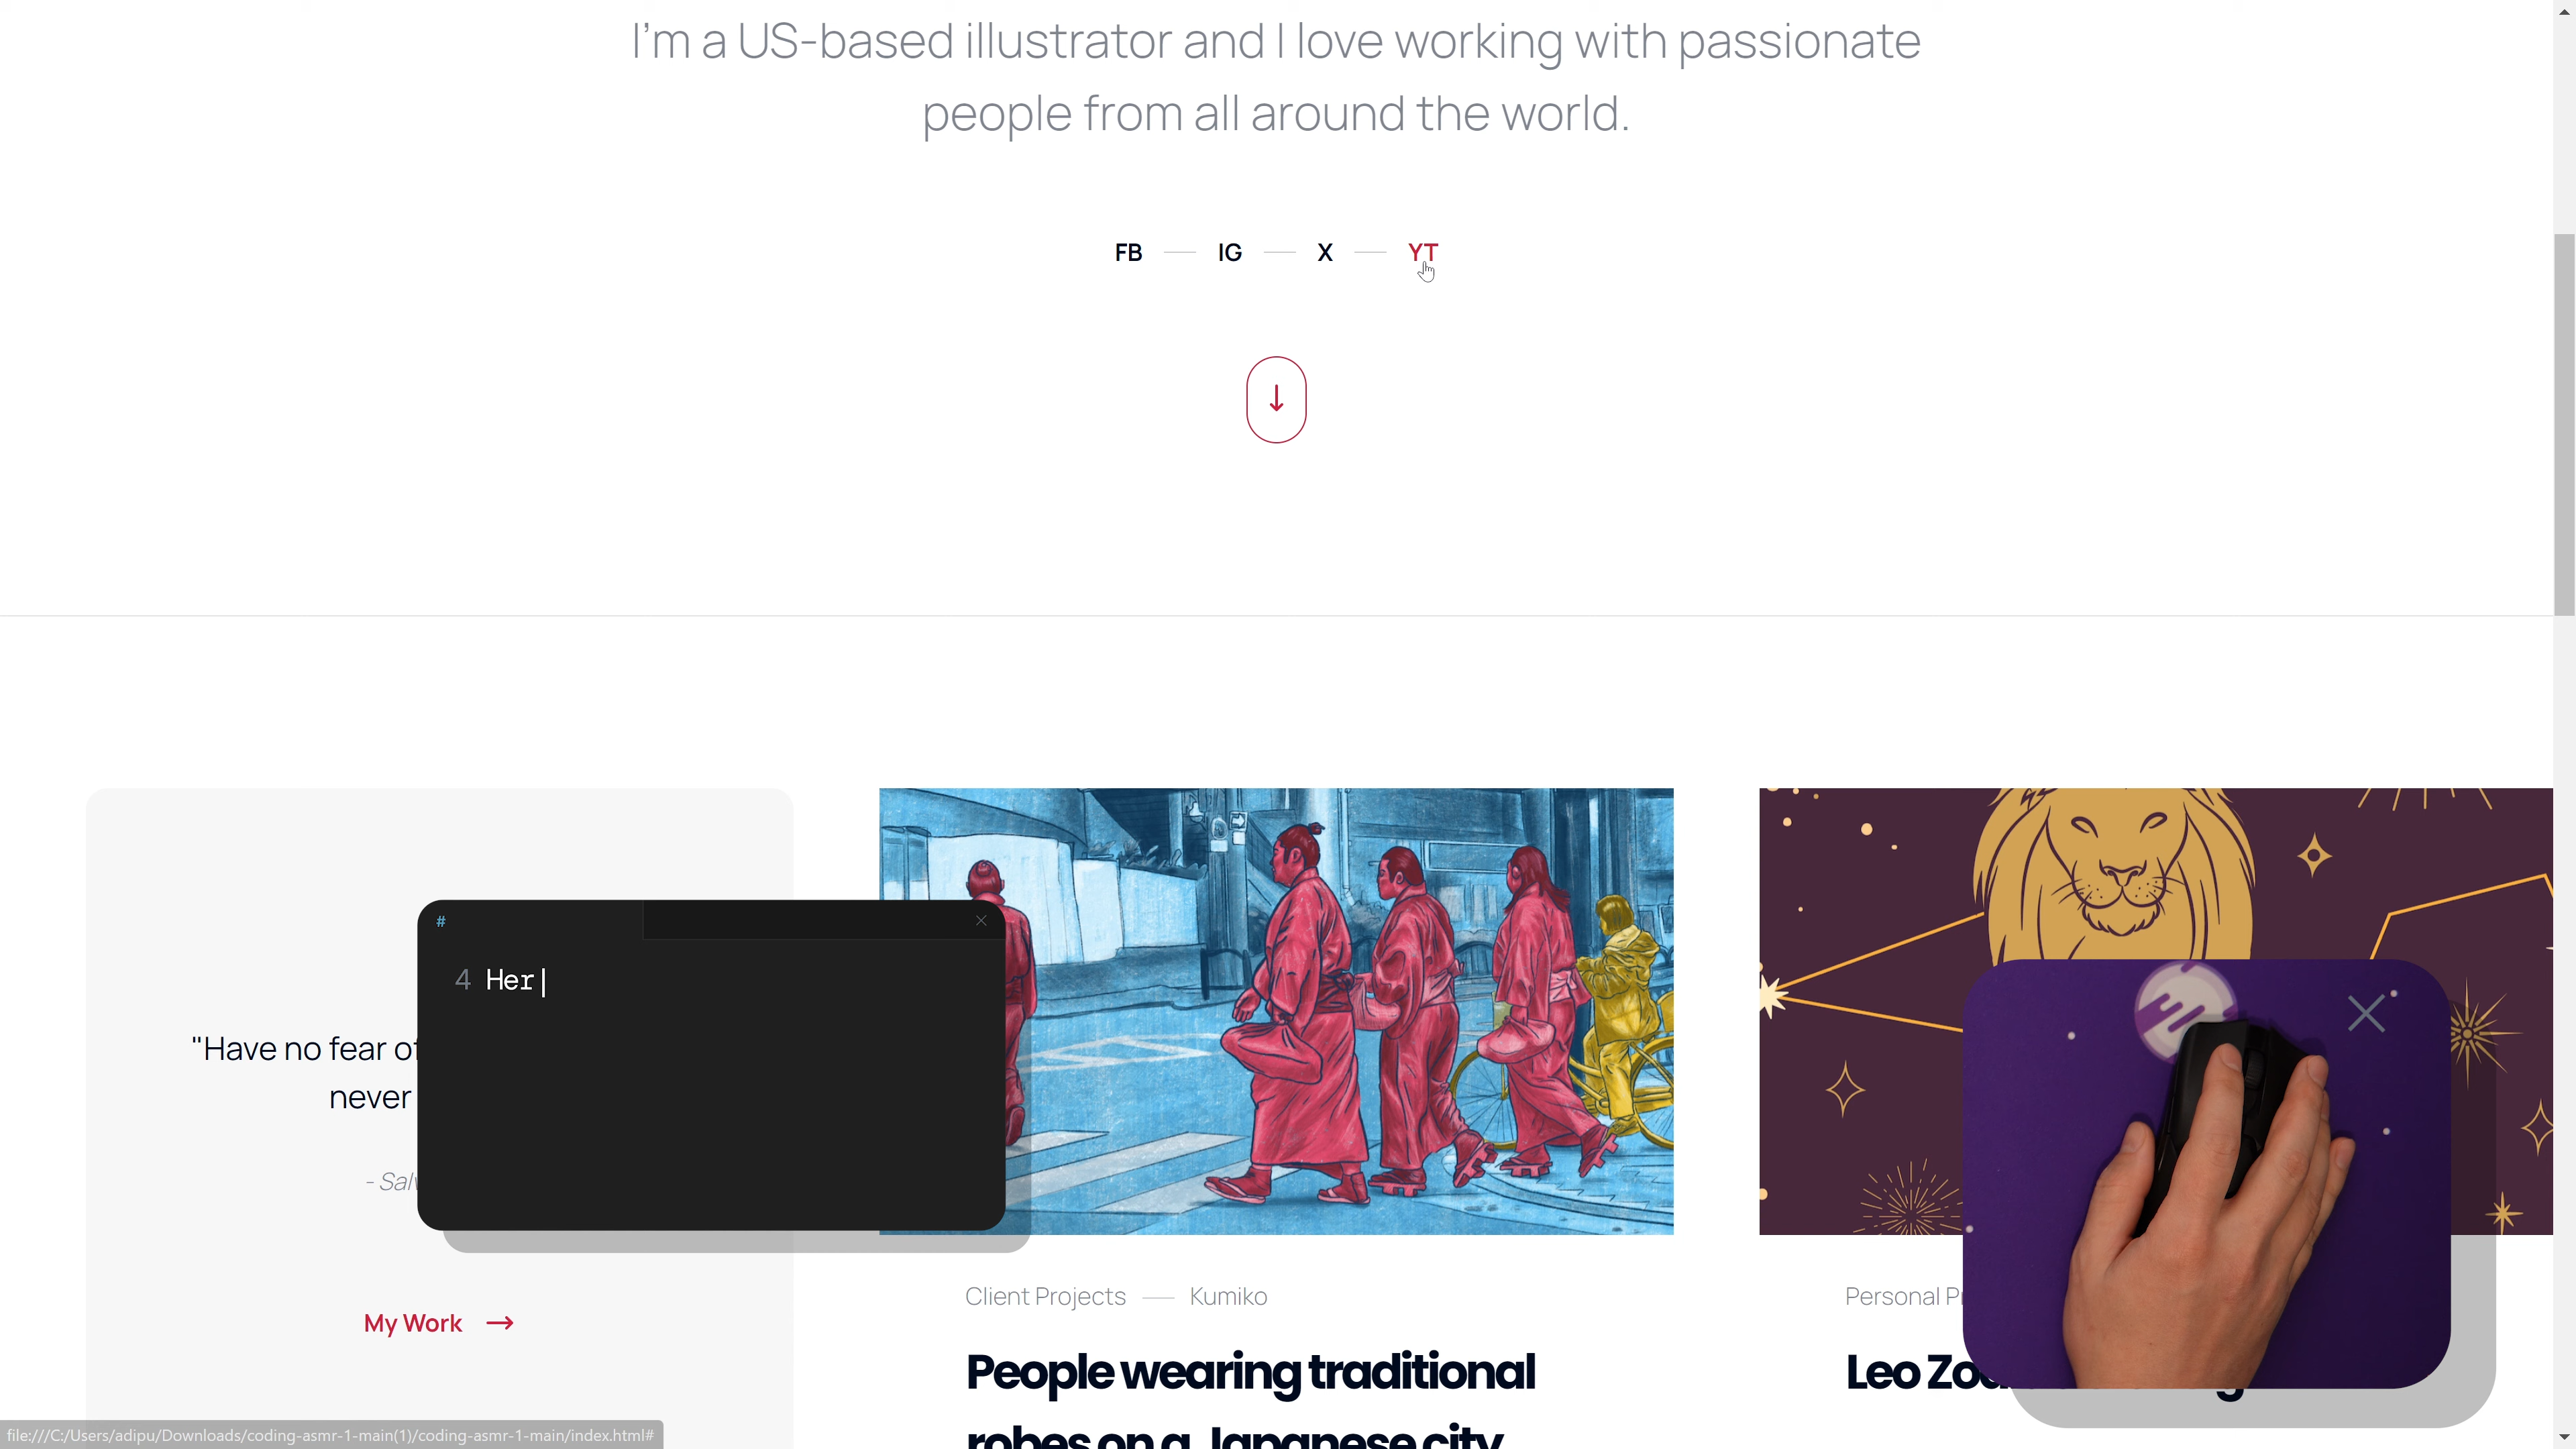 I'm a US-based illustrator and I love working with passionate
people from all around the world.
FB — IG — X — YT
#
4 Her
"Have no fear of
never
- Salv
My Work →
Client Projects — Kumiko
People wearing traditional
robes on a Japanese city
Personal
Leo
file:///C:/Users/adipu/Downloads/coding-asmr-1-main(1)/coding-asmr-1-main/index.html#